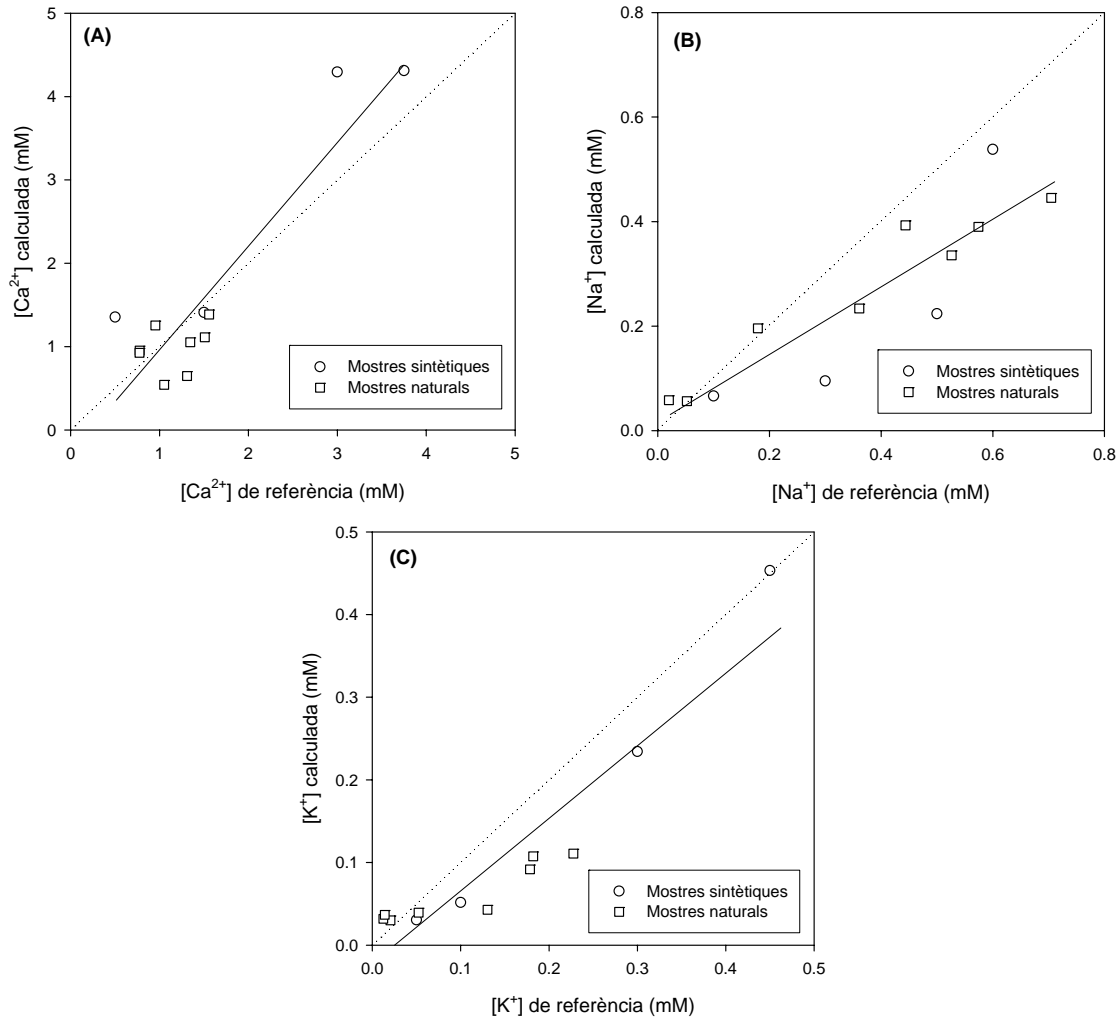 (A)
5
4
3
2
1
0
[Ca2+] calculada (mM)
Mostres sintètiques
Mostres naturals
0 1 2 3 4 5
[Ca2+] de referència (mM)
(B)
0.8
0.6
0.4
0.2
0.0
[Na+] calculada (mM)
Mostres sintètiques
Mostres naturals
0.0 0.2 0.4 0.6 0.8
[Na+] de referència (mM)
(C)
0.5
0.4
0.3
0.2
0.1
0.0
[K+] calculada (mM)
Mostres sintètiques
Mostres naturals
0.0 0.1 0.2 0.3 0.4 0.5
[K+] de referència (mM)